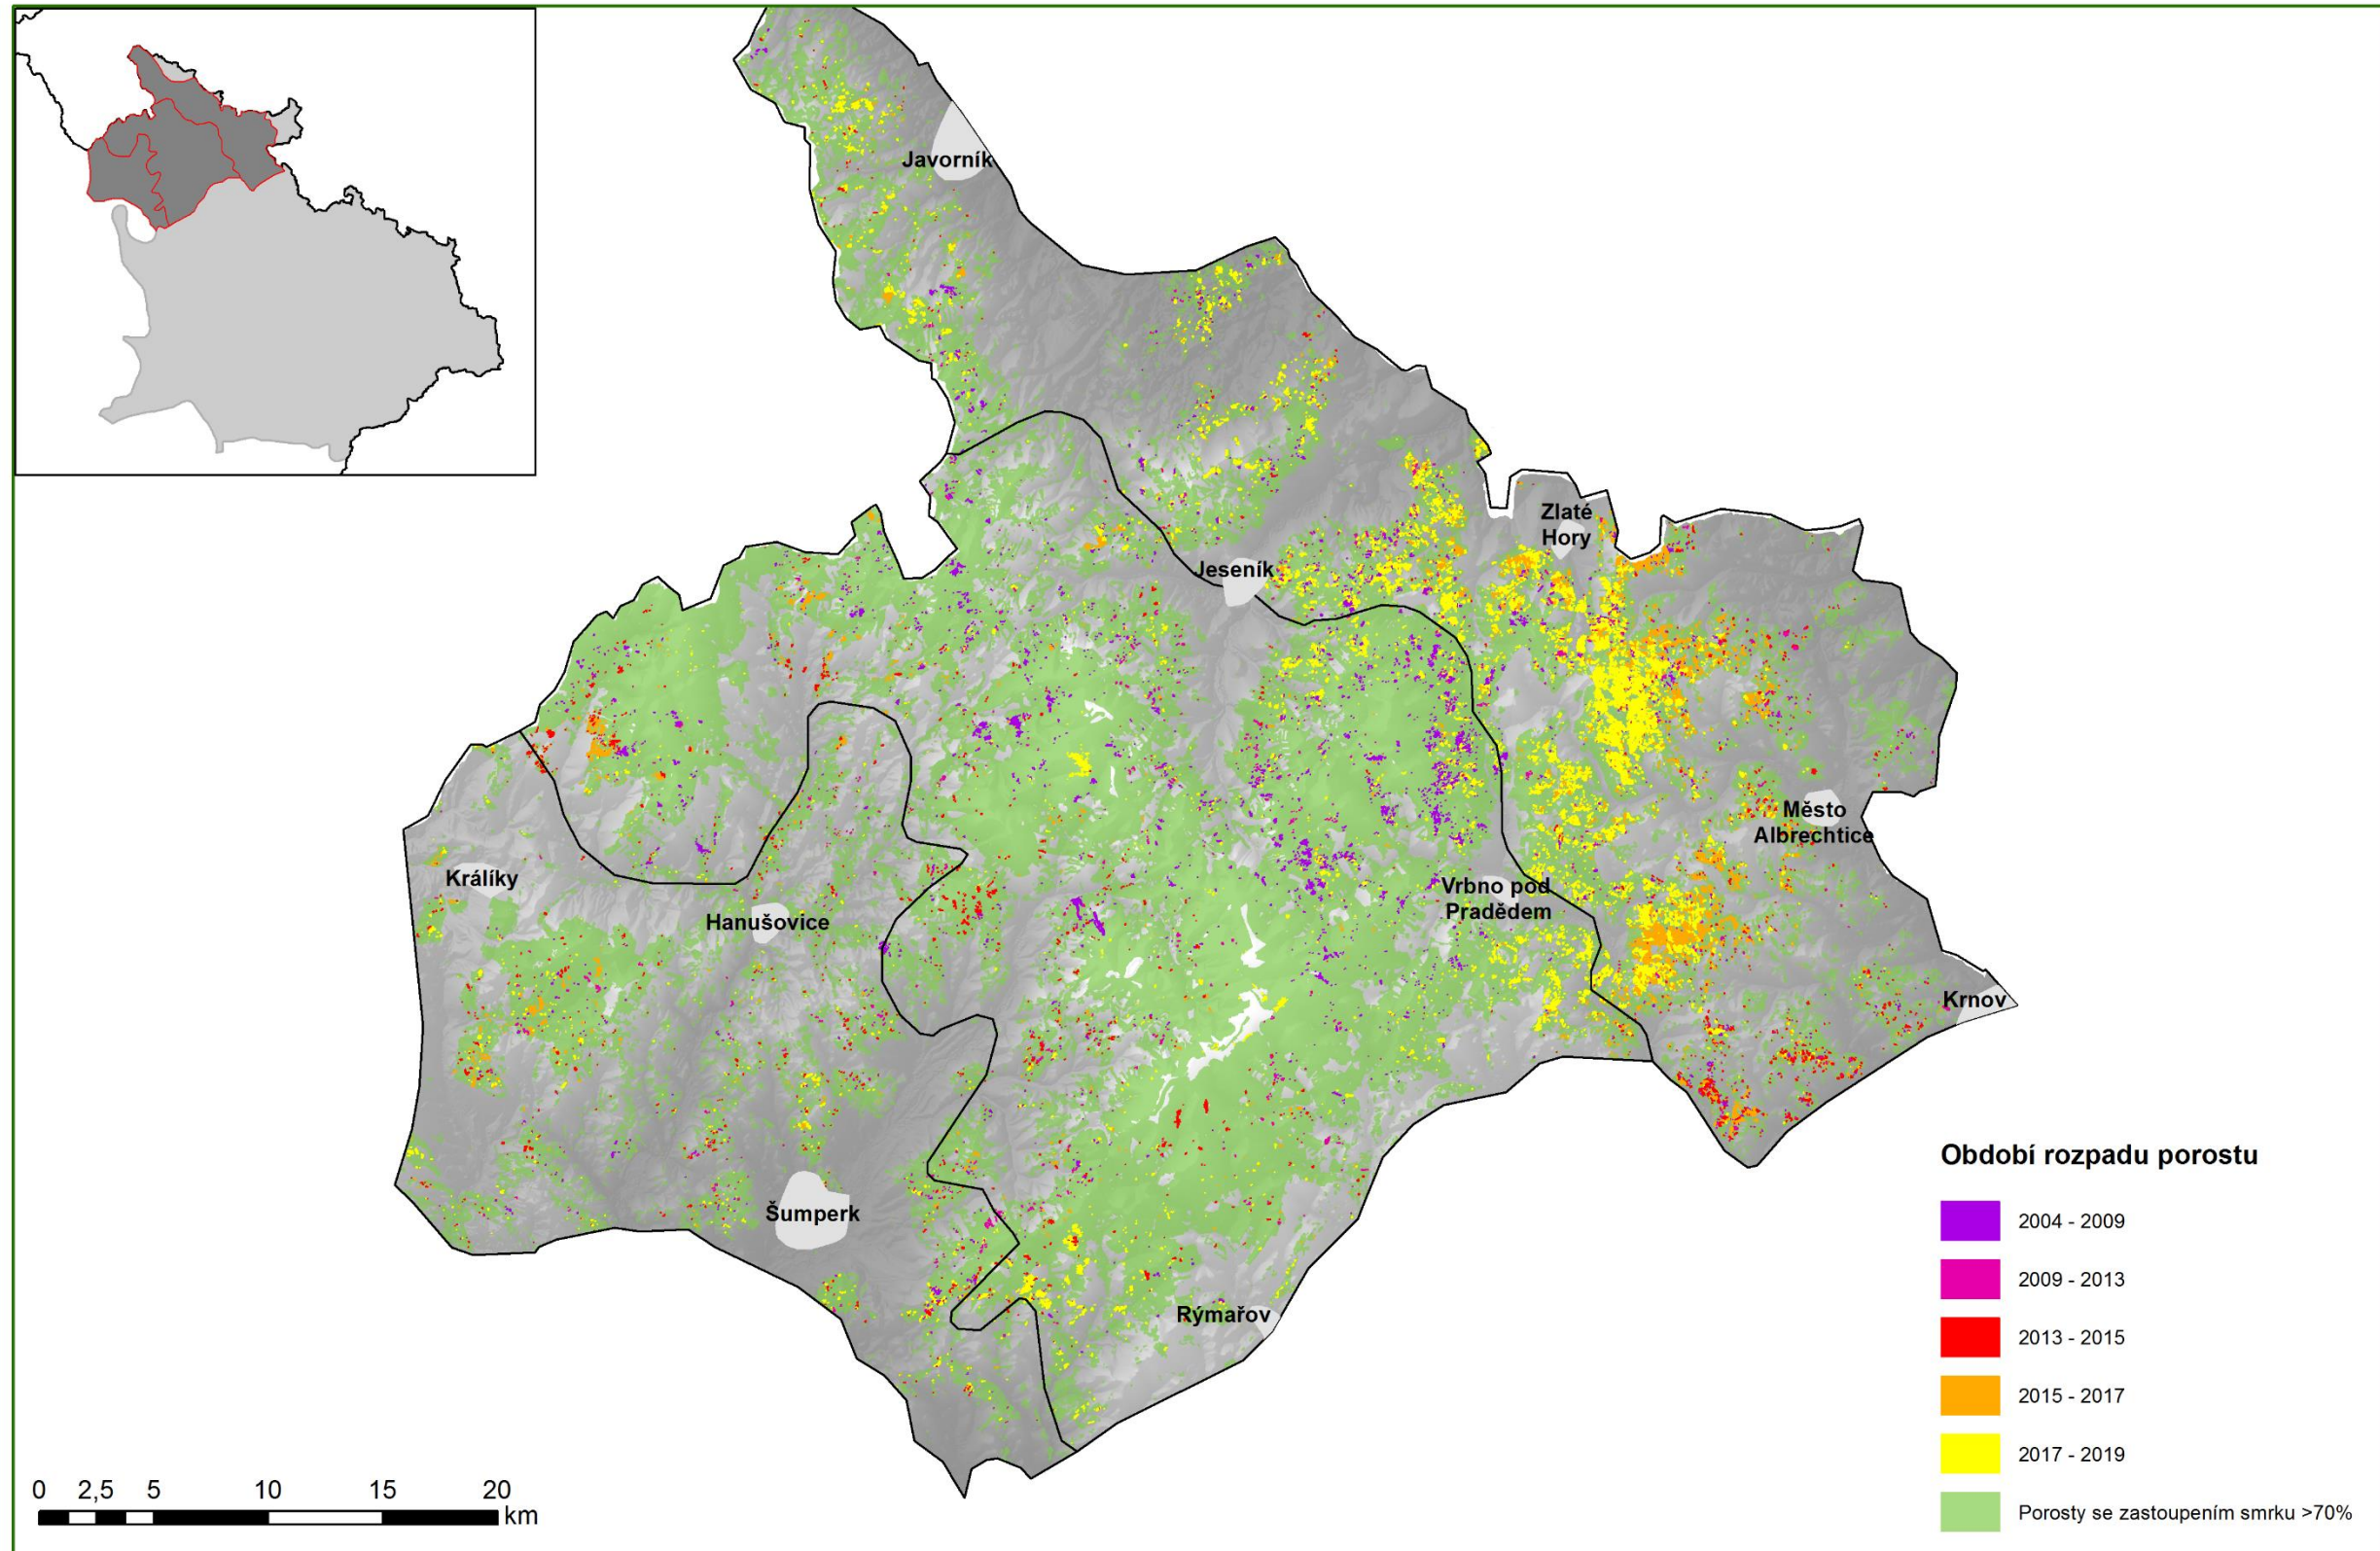 Javorník
Zlaté
Hory
Jeseník
Město
Albrechtice
Králíky
Vrbno pod
Pradědem
Hanušovice
Krnov
Šumperk
Rýmařov
Období rozpadu porostu
2004 - 2009
2009 - 2013
2013 - 2015
2015 - 2017
2017 - 2019
Porosty se zastoupením smrku >70%
0 2,5 5 10 15 20
km